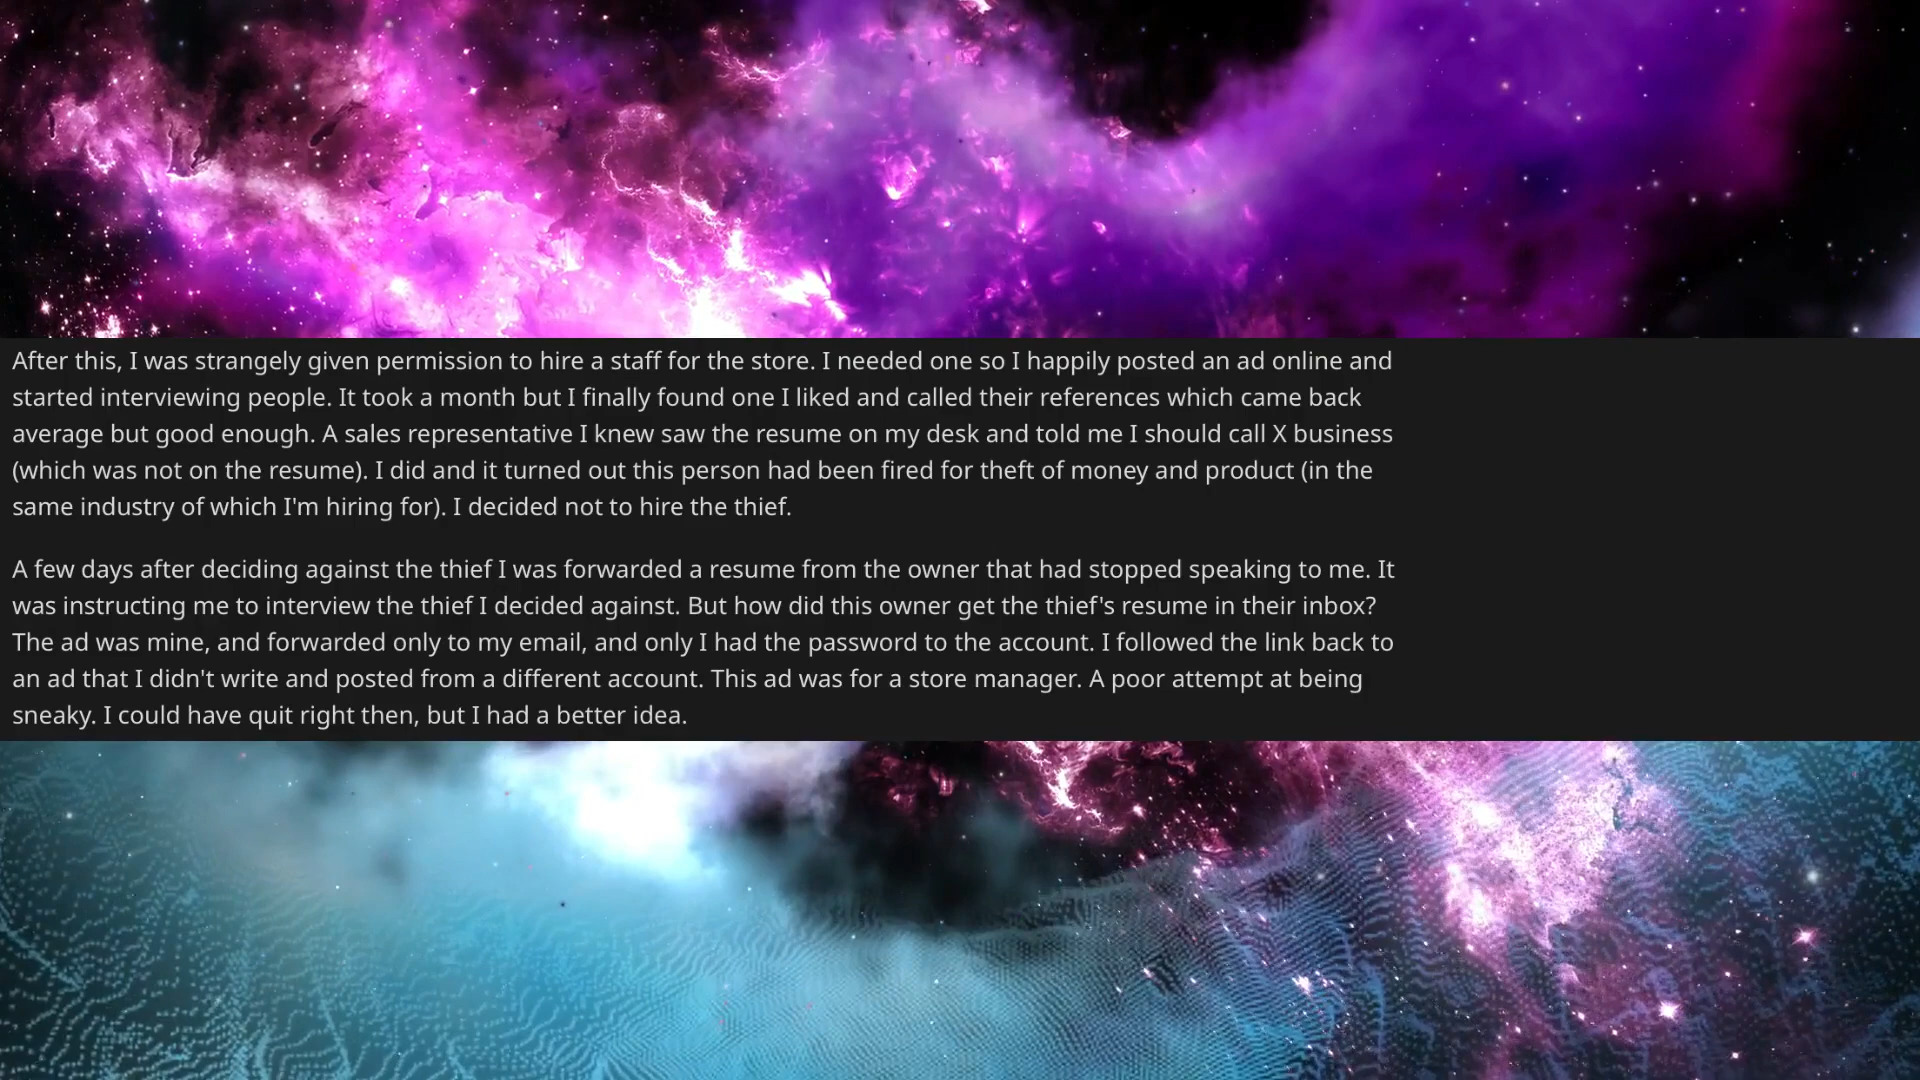 After this, I was strangely given permission to hire a staff for the store. I needed one so I happily posted an ad online and
started interviewing people. It took a month but I finally found one I liked and called their references which came back
average but good enough. A sales representative I knew saw the resume on my desk and told me I should call X business
(which was not on the resume). I did and it turned out this person had been fired for theft of money and product (in the
same industry of which I'm hiring for). I decided not to hire the thief.
A few days after deciding against the thief I was forwarded a resume from the owner that had stopped speaking to me. It
was instructing me to interview the thief I decided against. But how did this owner get the thief's resume in their inbox?
The ad was mine, and forwarded only to my email, and only I had the password to the account. I followed the link back to
an ad that I didn't write and posted from a different account. This ad was for a store manager. A poor attempt at being
sneaky. I could have quit right then, but I had a better idea.